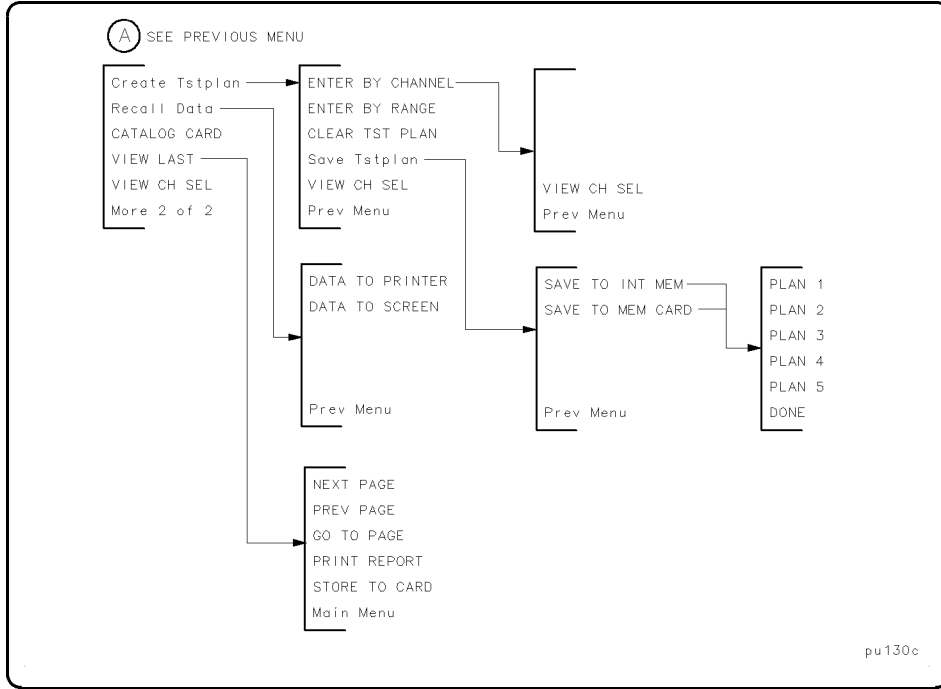 A SEE PREVIOUS MENU
Create Tstplan
Recall Data
CATALOG CARD
VIEW LAST
VIEW CH SEL
More 2 of 2
ENTER BY CHANNEL
ENTER BY RANGE
CLEAR TST PLAN
Save Tstplan
VIEW CH SEL
Prev Menu
VIEW CH SEL
Prev Menu
DATA TO PRINTER
DATA TO SCREEN
Prev Menu
SAVE TO INT MEM
SAVE TO MEM CARD
Prev Menu
PLAN 1
PLAN 2
PLAN 3
PLAN 4
PLAN 5
DONE
NEXT PAGE
PREV PAGE
GO TO PAGE
PRINT REPORT
STORE TO CARD
Main Menu
pu130c